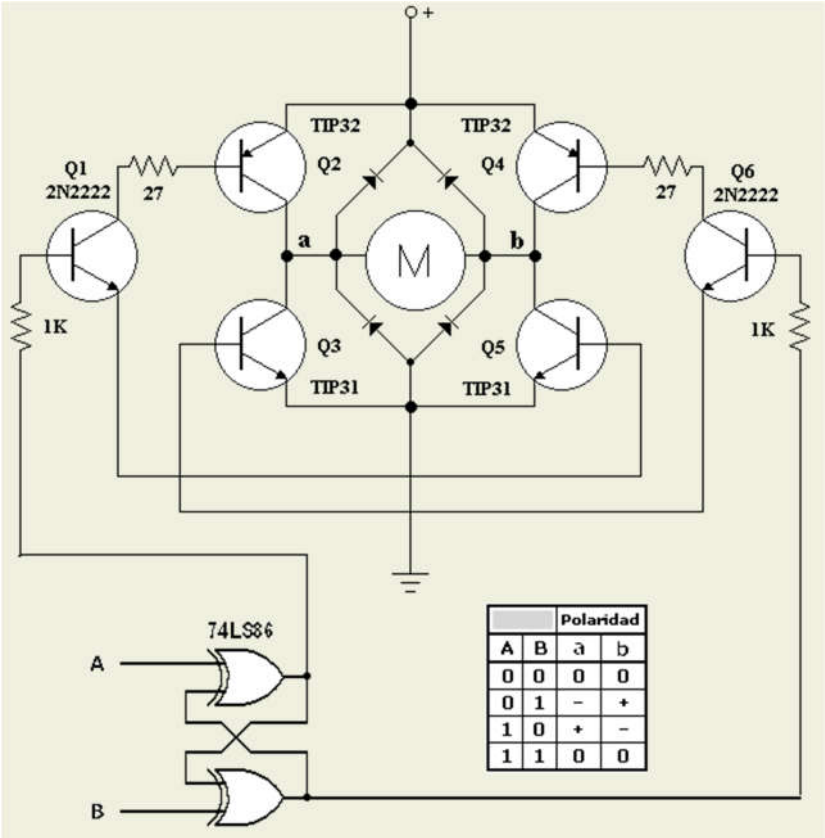 +
TIP32 TIP32
Q1 Q2 Q4 Q6
2N2222 27 27 2N2222
a M b
1K Q3 Q5 1K
TIP31 TIP31
74LS86
A
B
Polaridad
A B a b
0 0 0 0
0 1 - +
1 0 + -
1 1 0 0